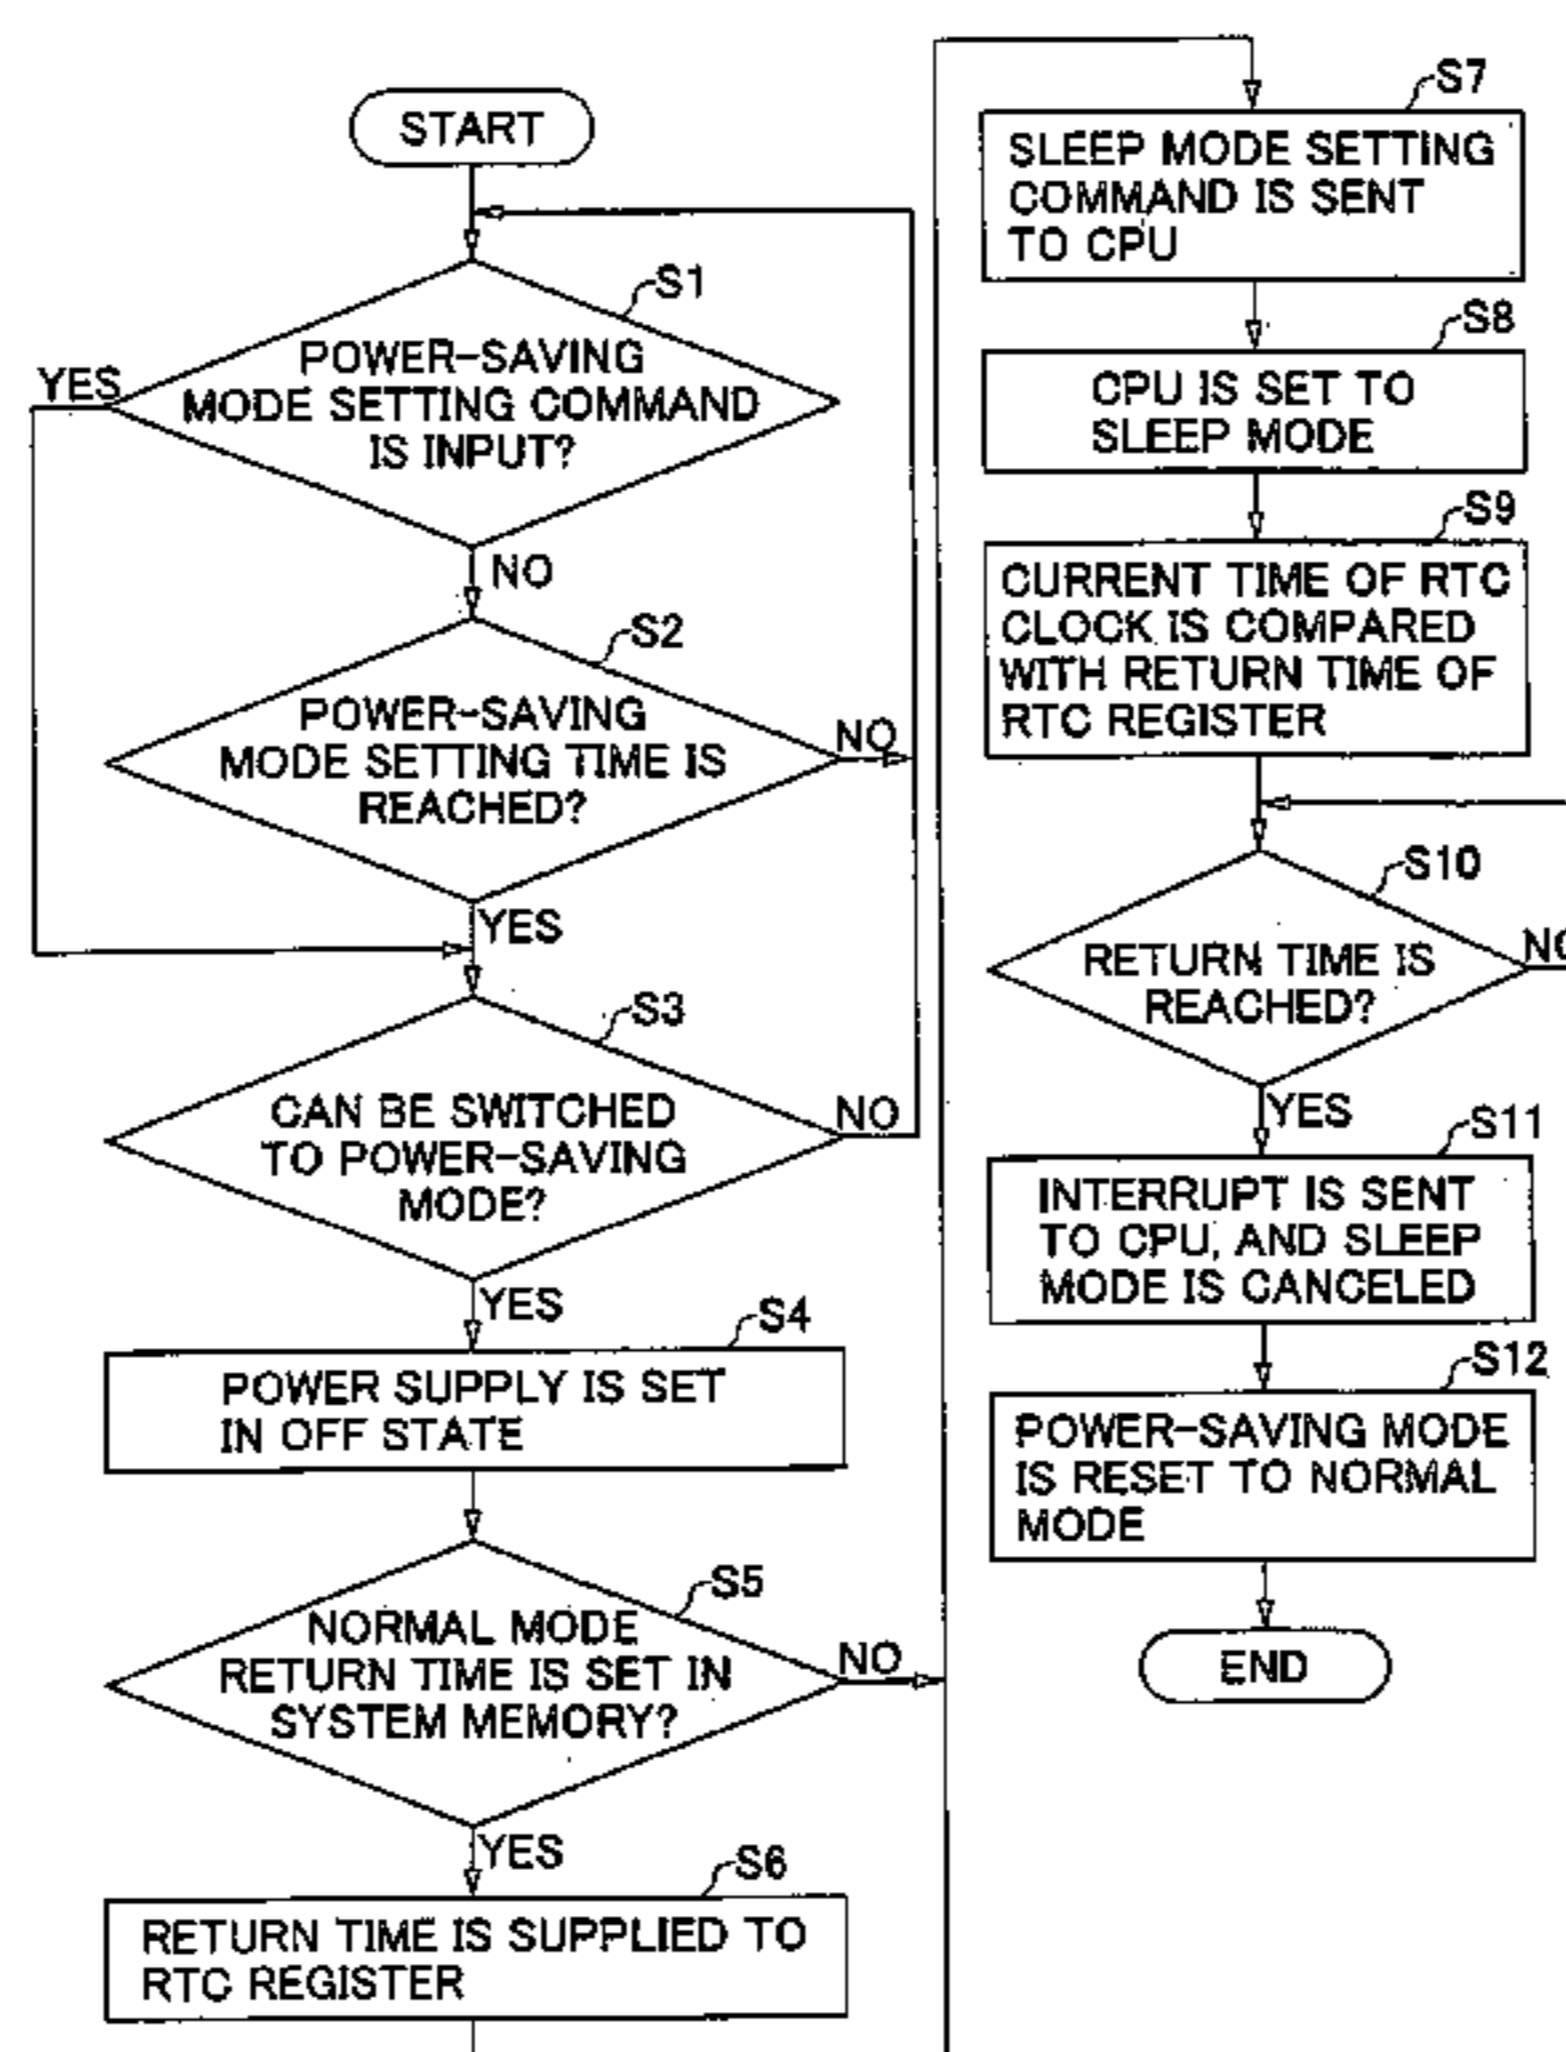 START
S1
POWER-SAVING
MODE SETTING COMMAND
IS INPUT?
YES
NO
S2
POWER-SAVING
MODE SETTING TIME IS
REACHED?
NO
YES
S3
CAN BE SWITCHED
TO POWER-SAVING
MODE?
NO
YES
S4
POWER SUPPLY IS SET
IN OFF STATE
S5
NORMAL MODE
RETURN TIME IS SET IN
SYSTEM MEMORY?
NO
YES
S6
RETURN TIME IS SUPPLIED TO
RTC REGISTER
S7
SLEEP MODE SETTING
COMMAND IS SENT
TO CPU
S8
CPU IS SET TO
SLEEP MODE
S9
CURRENT TIME OF RTC
CLOCK IS COMPARED
WITH RETURN TIME OF
RTC REGISTER
S10
RETURN TIME IS
REACHED?
NO
YES
S11
INTERRUPT IS SENT
TO CPU, AND SLEEP
MODE IS CANCELED
S12
POWER-SAVING MODE
IS RESET TO NORMAL
MODE
END